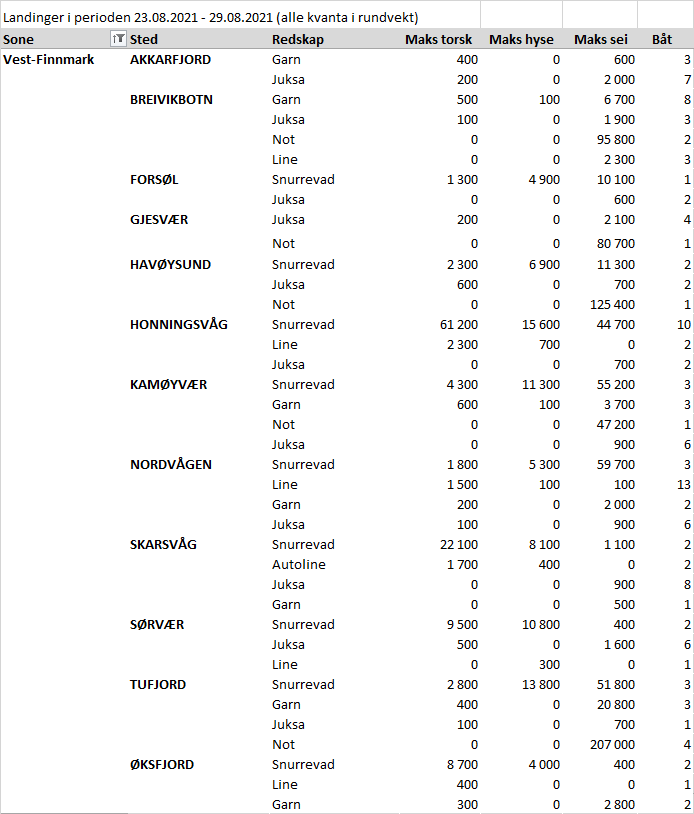 Landinger i perioden 23.08.2021 - 29.08.2021 (alle kvanta i rundvekt)
Sone Sted Redskap Maks torsk Maks hyse Maks sei Båt
Vest-Finnmark AKKARFJORD Garn 400 0 600 3
Juksa 200 0 2 000 7
BREIVIKBOTN Garn 500 100 6 700 8
Juksa 100 0 1 900 3
Not 0 0 95 800 2
Line 0 0 2 300 3
FORSØL Snurrevad 1 300 4 900 10 100 1
Juksa 0 0 600 2
GJESVÆR Juksa 200 0 2 100 4
Not 0 0 80 700 1
HAVØYSUND Snurrevad 2 300 6 900 11 300 2
Juksa 600 0 700 2
Not 0 0 125 400 1
HONNINGSVÅG Snurrevad 61 200 15 600 44 700 10
Line 2 300 700 0 2
Juksa 0 0 700 2
KAMØYVÆR Snurrevad 4 300 11 300 55 200 3
Garn 600 100 3 700 3
Not 0 0 47 200 1
Juksa 0 0 900 6
NORDVÅGEN Snurrevad 1 800 5 300 59 700 3
Line 1 500 100 100 13
Garn 200 0 2 000 2
Juksa 100 0 900 6
SKARSVÅG Snurrevad 22 100 8 100 1 100 2
Autoline 1 700 400 0 2
Juksa 0 0 900 8
Garn 0 0 500 1
SØRVÆR Snurrevad 9 500 10 800 400 2
Juksa 500 0 1 600 6
Line 0 300 0 1
TUFJORD Snurrevad 2 800 13 800 51 800 3
Garn 400 0 20 800 3
Juksa 100 0 700 1
Not 0 0 207 000 4
ØKSFJORD Snurrevad 8 700 4 000 400 2
Line 400 0 0 1
Garn 300 0 2 800 2